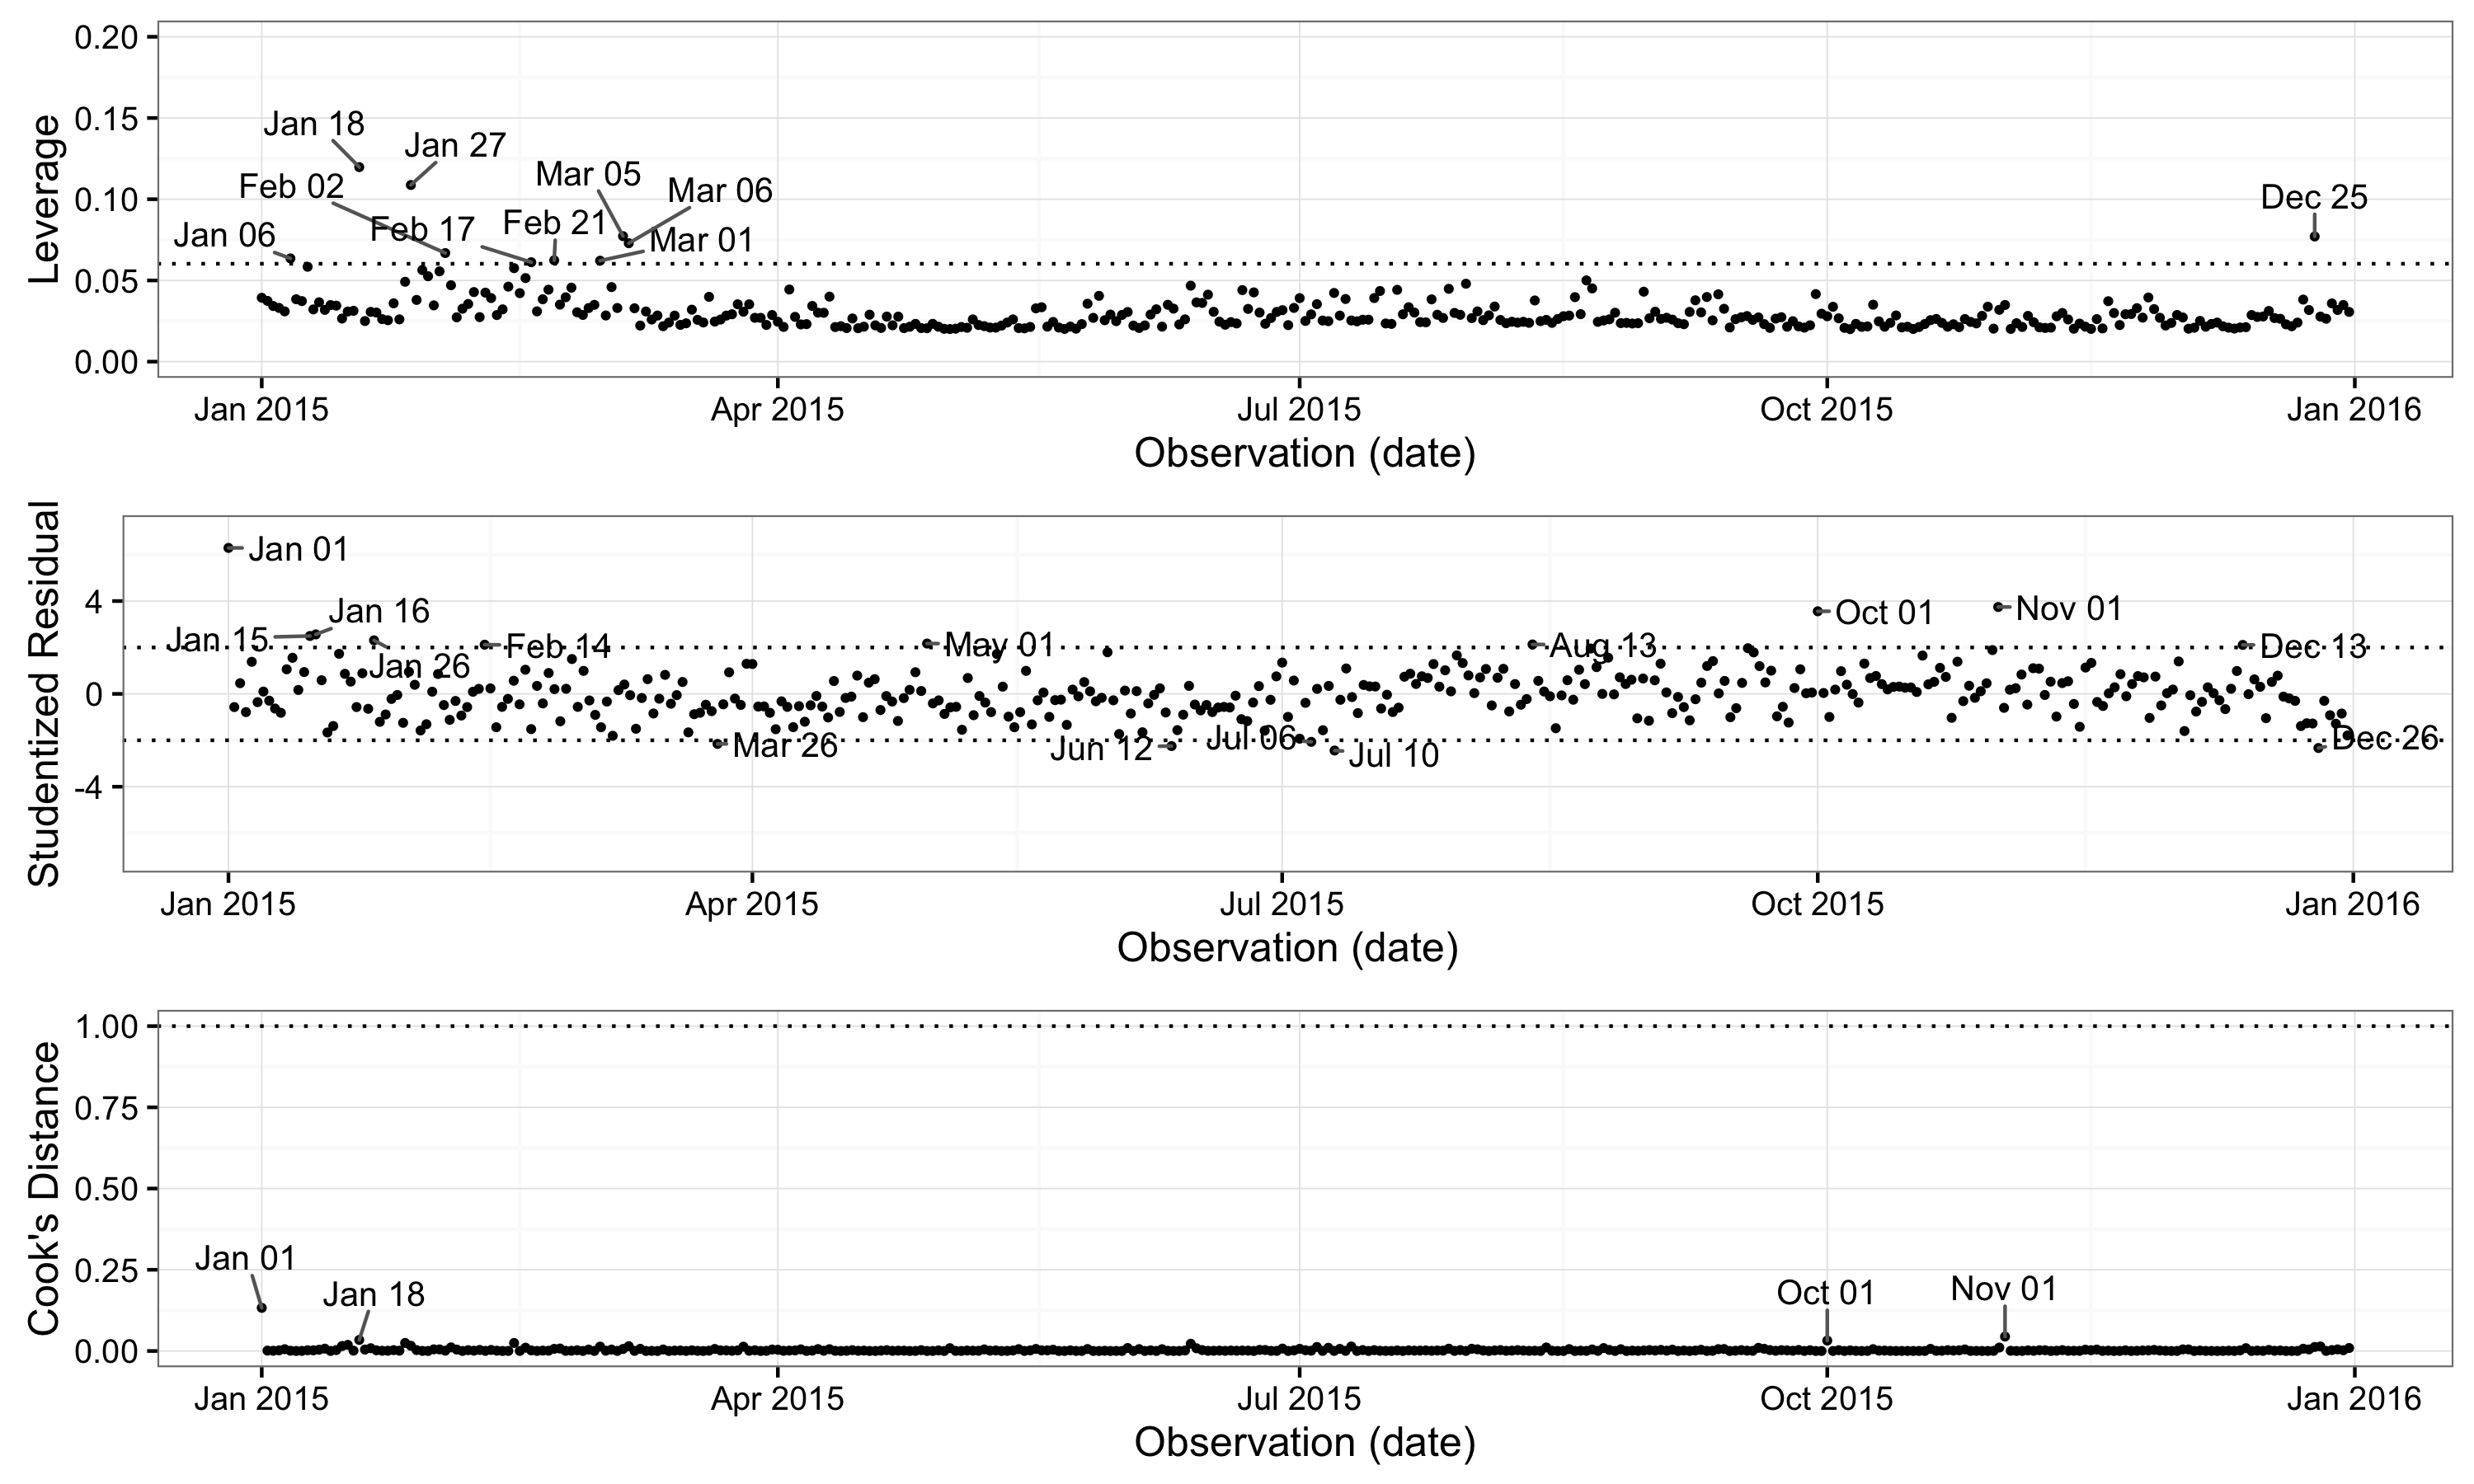 Leverage
0.20
0.15
0.10
0.05
0.00
Jan 18
Jan 27
Feb 02
Mar 05
Mar 06
Jan 06
Feb 17
Feb 21
Mar 01
Dec 25
Jan 2015
Apr 2015
Jul 2015
Oct 2015
Jan 2016
Observation (date)
Studentized Residual
4
0
-4
Jan 01
Jan 16
Jan 15
Jan 26
Feb 14
Mar 26
May 01
Jun 12
Jul 06
Jul 10
Aug 13
Oct 01
Nov 01
Dec 13
Dec 26
Jan 2015
Apr 2015
Jul 2015
Oct 2015
Jan 2016
Observation (date)
Cook's Distance
1.00
0.75
0.50
0.25
0.00
Jan 01
Jan 18
Oct 01
Nov 01
Jan 2015
Apr 2015
Jul 2015
Oct 2015
Jan 2016
Observation (date)